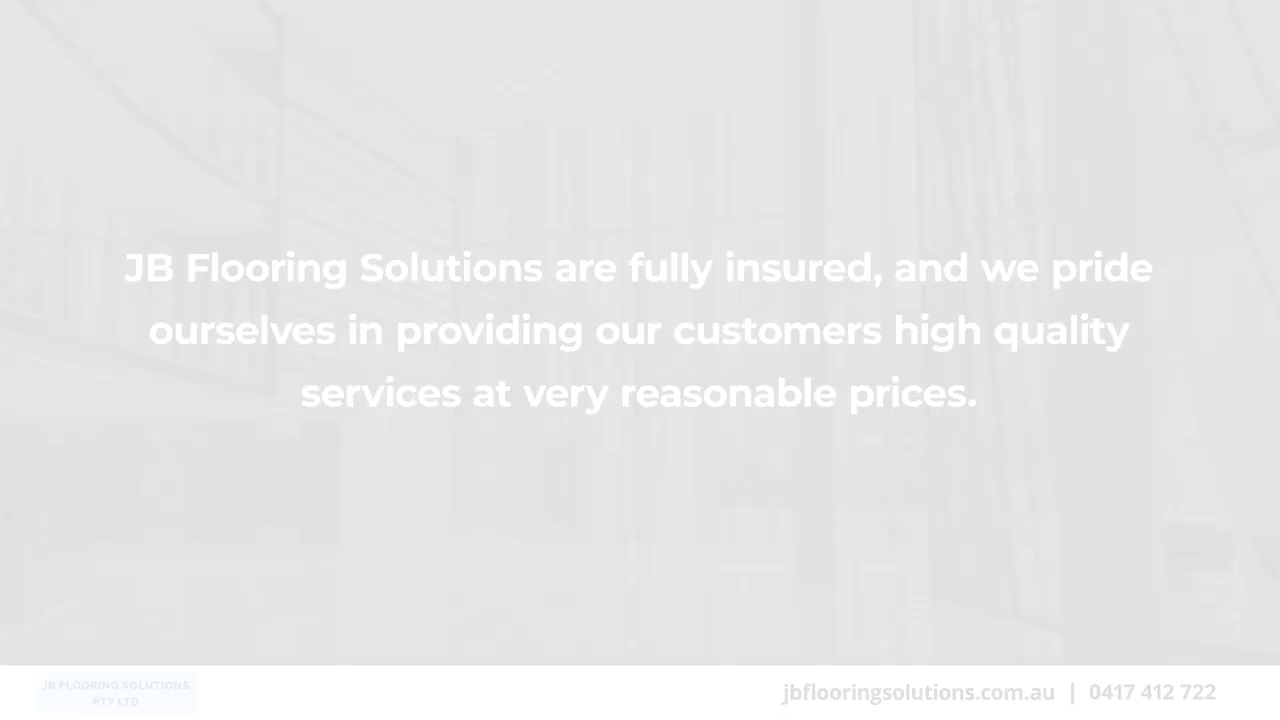 JB Flooring Solutions are fully insured, and we pride
ourselves in providing our customers high quality
services at very reasonable prices.
JB FLOORING SOLUTIONS
PTY LTD
jbflooringsolutions.com.au | 0417 412 722